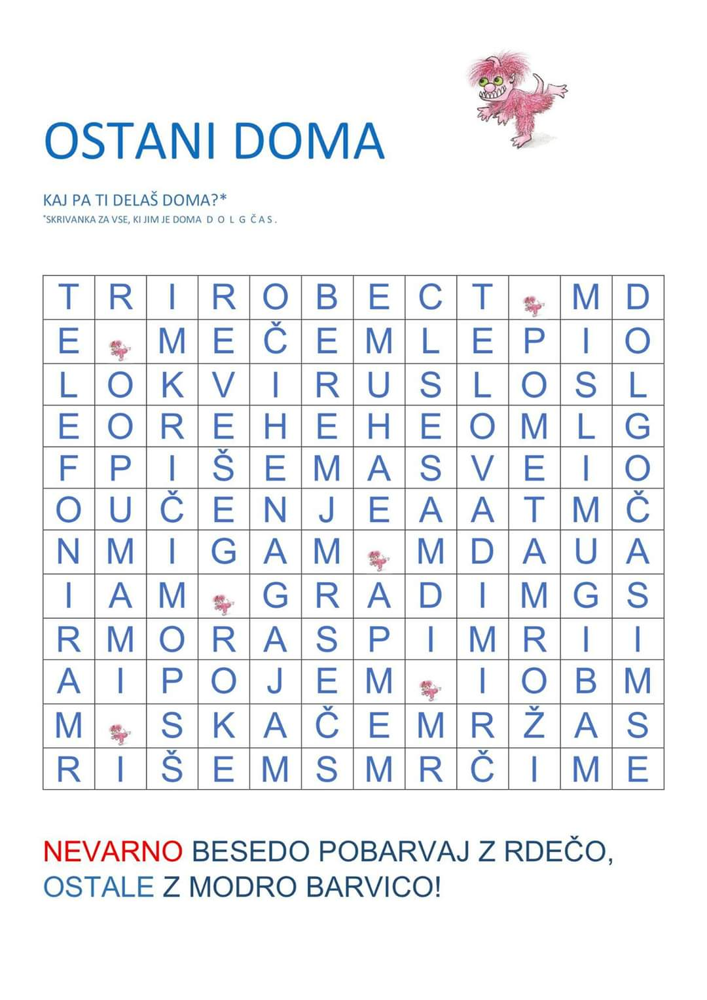 OSTANI DOMA
KAJ PA TI DELAŠ DOMA?*
*SKRIVANKA ZA VSE, KI JIM JE DOMA D O L G Č A S .
T R I R O B E C T M D
E M E Č E M L E P I O
L O K V I R U S L O S L
E O R E H E H E O M L G
F P I Š E M A S V E I O
O U Č E N J E A A T M Č
N M I G A M M D A U A
I A M G R A D I M G S
R M O R A S P I M R I I
A I P O J E M I O B M
M S K A Č E M R Ž A S
R I Š E M S M R Č I M E
NEVARNO BESEDO POBARVAJ Z RDEČO,
OSTALE Z MODRO BARVICO!